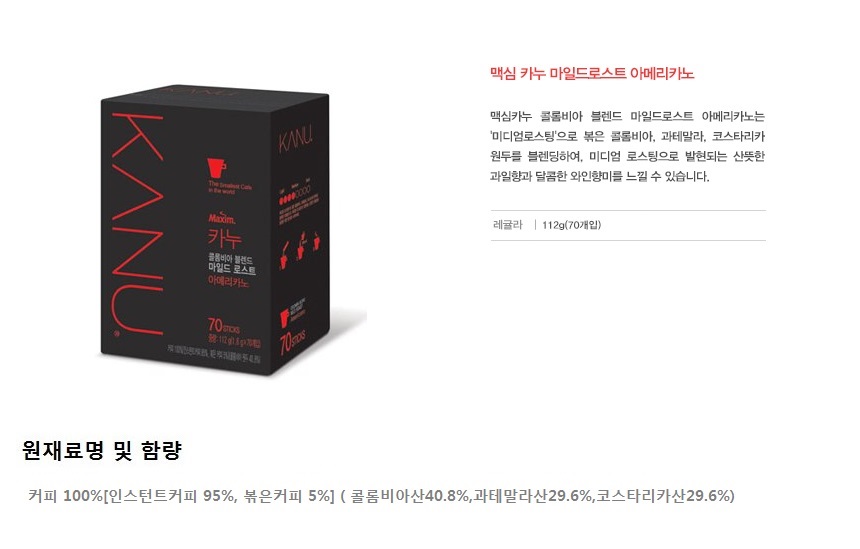 맥심 카누 마일드로스트 아메리카노
맥심카누 콜롬비아 블렌드 마일드로스트 아메리카노는
'미디엄로스팅'으로 볶은 콜롬비아, 과테말라, 코스타리카
원두를 블렌딩하여, 미디엄 로스팅으로 발현되는 산뜻한
과일향과 달콤한 와인향미를 느낄 수 있습니다.
레귤라 | 112g(70개입)
KANU
KANU
The Smallest Cafe
in the world
Maxim.
카누
콜롬비아 블렌드
마일드 로스트
아메리카노
70 STICKS
70 STICKS
원재료명 및 함량
커피 100%[인스턴트커피 95%, 볶은커피 5%] ( 콜롬비아산40.8%,과테말라산29.6%,코스타리카산29.6%)